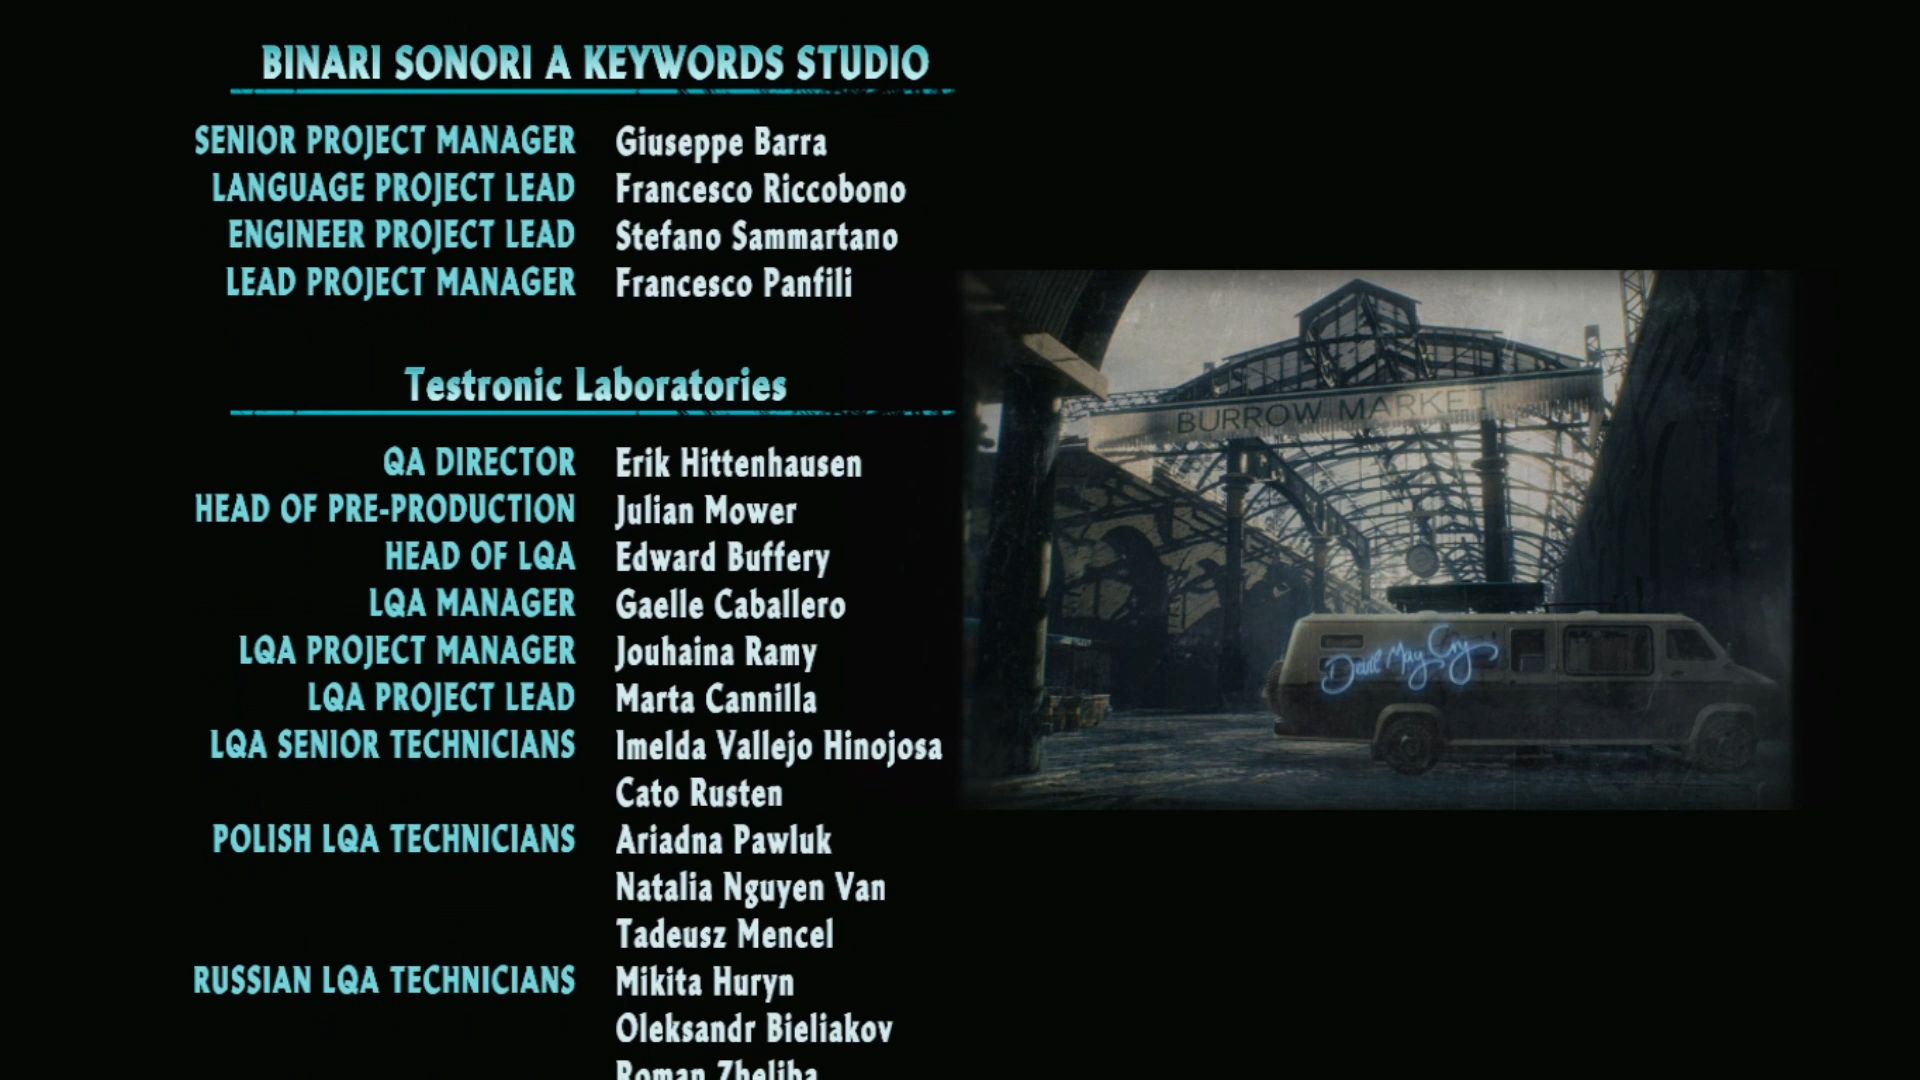 BINARI SONORI A KEYWORDS STUDIO
SENIOR PROJECT MANAGER Giuseppe Barra
LANGUAGE PROJECT LEAD Francesco Riccobono
ENGINEER PROJECT LEAD Stefano Sammartano
LEAD PROJECT MANAGER Francesco Panfili
Testronic Laboratories
QA DIRECTOR Erik Hittenhausen
HEAD OF PRE-PRODUCTION Julian Mower
HEAD OF LQA Edward Buffery
LQA MANAGER Gaelle Caballero
LQA PROJECT MANAGER Jouhaina Ramy
LQA PROJECT LEAD Marta Cannilla
LQA SENIOR TECHNICIANS Imelda Vallejo Hinojosa
Cato Rusten
POLISH LQA TECHNICIANS Ariadna Pawluk
Natalia Nguyen Van
Tadeusz Mencel
RUSSIAN LQA TECHNICIANS Mikita Huryn
Oleksandr Bieliakov
Roman Zheliba
BURROW MARKET
Devil May Cry